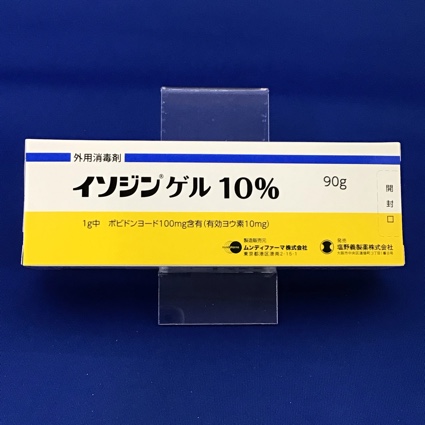 外用消毒剤
イソジン®ゲル 10%
90g
開封口
1g中 ポビドンヨード100mg含有(有効ヨウ素10mg)
製造販売元
ムンディファーマ株式会社
東京都港区港南2-15-1
発売
塩野義製薬株式会社